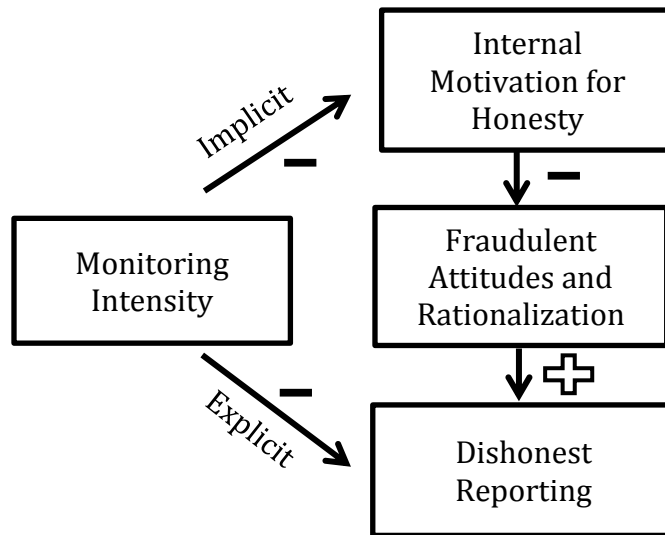 Internal
Motivation for
Honesty
Implicit
Fraudulent
Attitudes and
Rationalization
Monitoring
Intensity
Explicit
Dishonest
Reporting